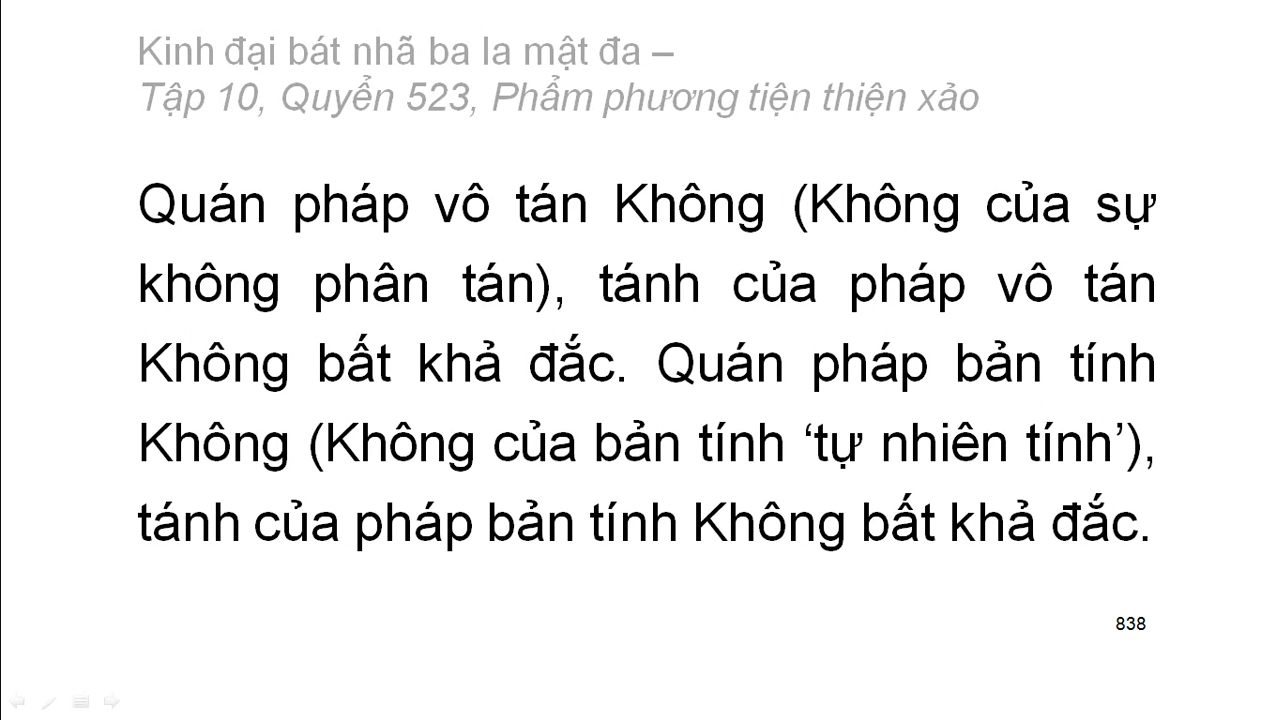 Kinh đại bát nhã ba la mật đa –
Tập 10, Quyển 523, Phẩm phương tiện thiện xảo
Quán pháp vô tán Không (Không của sự
không phân tán), tánh của pháp vô tán
Không bất khả đắc. Quán pháp bản tính
Không (Không của bản tính ‘tự nhiên tính’),
tánh của pháp bản tính Không bất khả đắc.
838